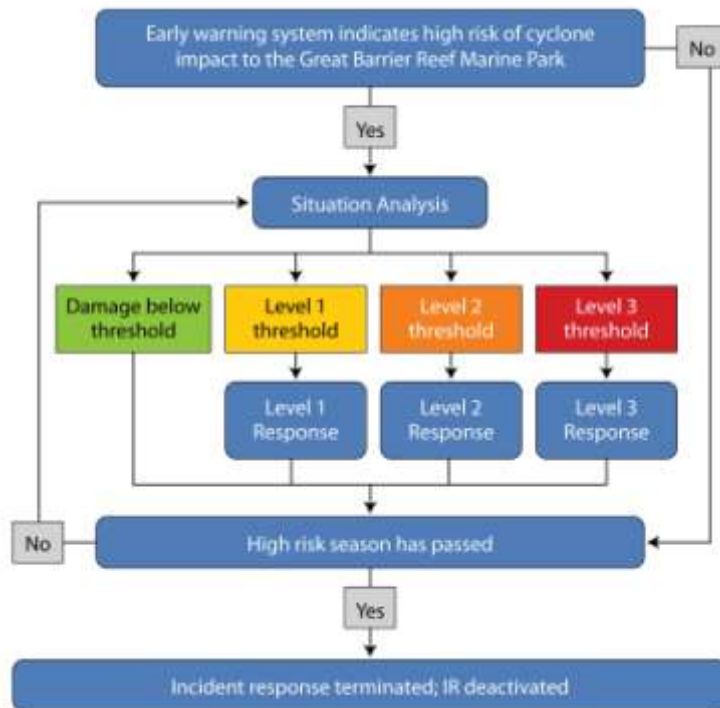 Early warning system indicates high risk of cyclone
impact to the Great Barrier Reef Marine Park
No
Yes
Situation Analysis
Damage below
threshold
Level 1
threshold
Level 2
threshold
Level 3
threshold
Level 1
Response
Level 2
Response
Level 3
Response
No
High risk season has passed
Yes
Incident response terminated; IR deactivated